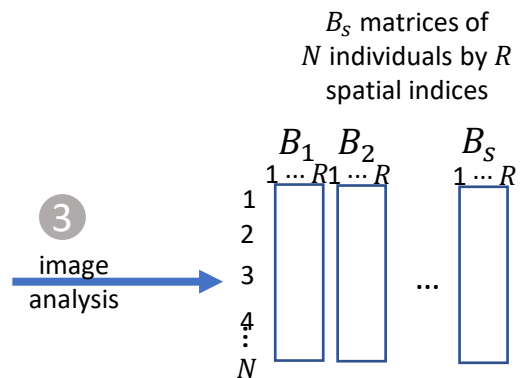 B_s matrices of
N individuals by R
spatial indices
B_1 B_2 B_s
1 ··· R 1 ··· R 1 ··· R
1
3
2
image
analysis
3
...
4
⋮
N